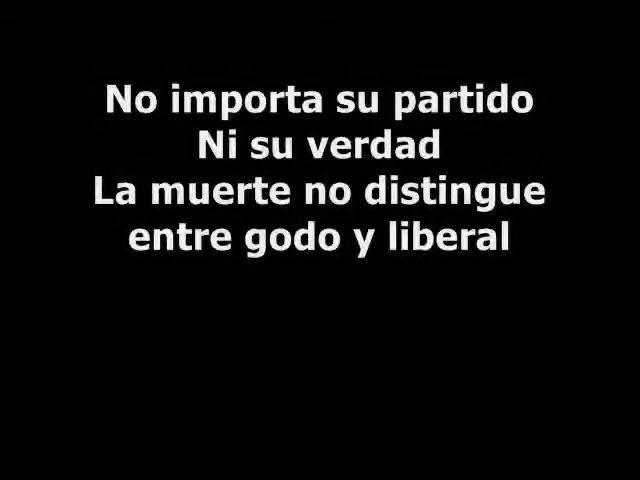 No importa su partido
Ni su verdad
La muerte no distingue
entre godo y liberal